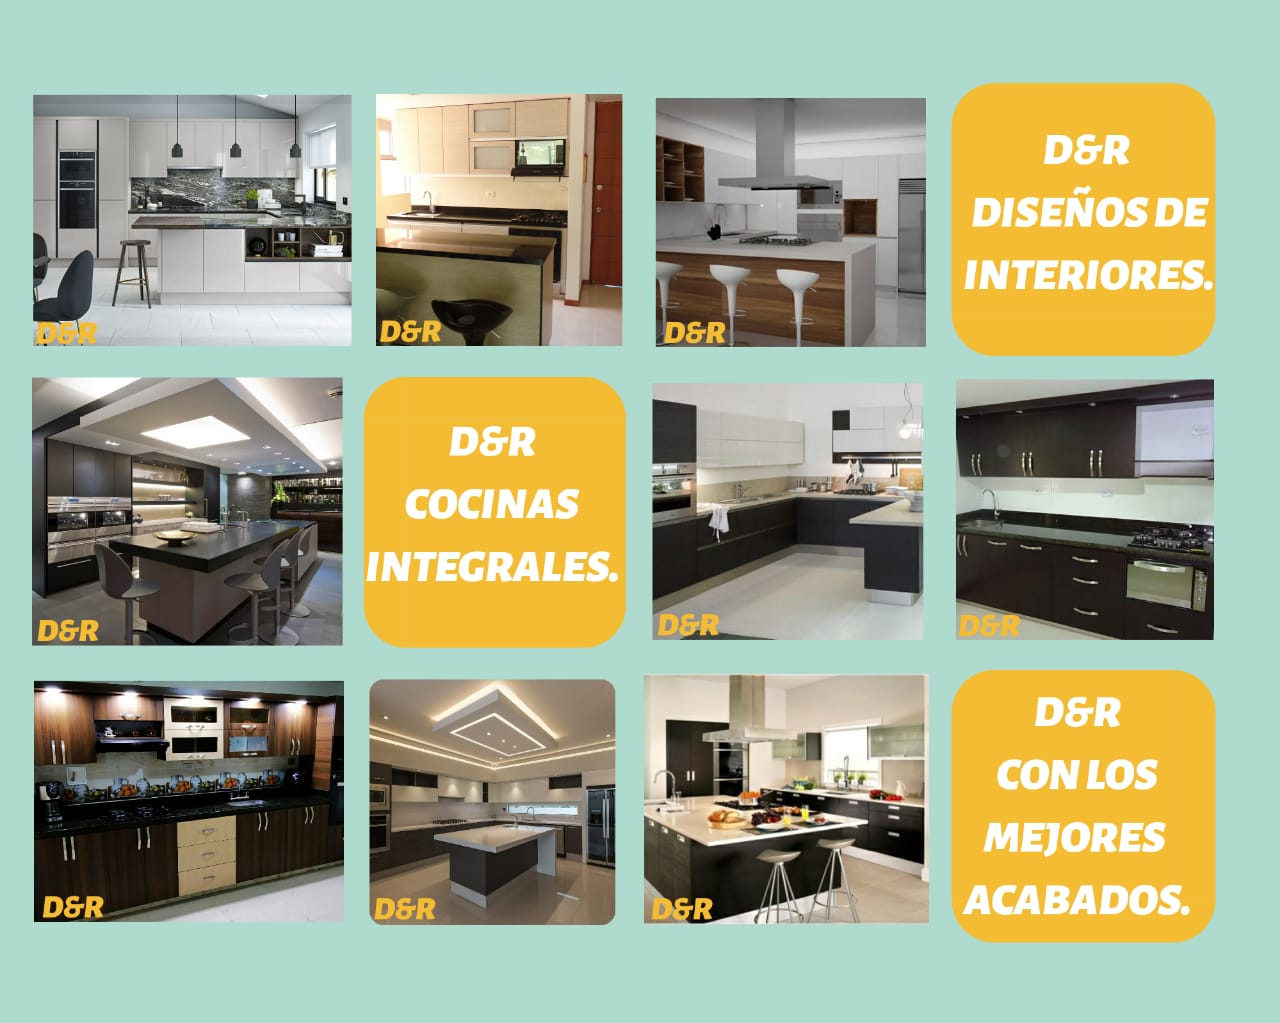 D&R
DISEÑOS DE
INTERIORES.
D&R
D&R
D&R
D&R
COCINAS
INTEGRALES.
D&R
D&R
D&R
D&R
CON LOS
MEJORES
ACABADOS.
D&R
D&R
D&R